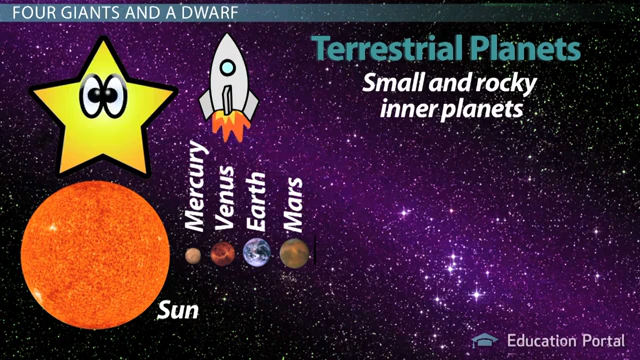 FOUR GIANTS AND A DWARF
Terrestrial Planets
Small and rocky
inner planets
Mercury
Venus
Earth
Mars
Sun
Education Portal